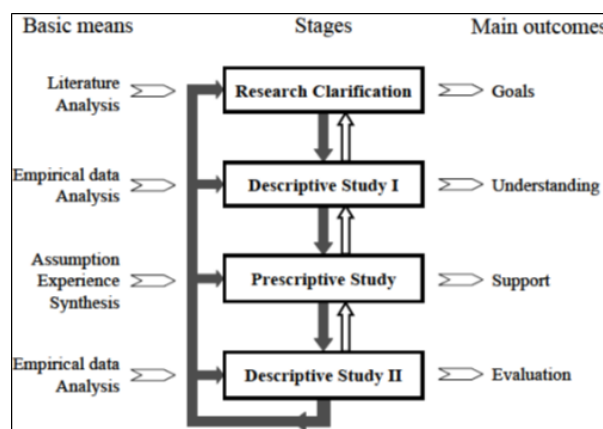 Basic means
Stages
Main outcomes
Literature
Analysis
Research Clarification
Goals
Empirical data
Analysis
Descriptive Study I
Understanding
Assumption
Experience
Synthesis
Prescriptive Study
Support
Empirical data
Analysis
Descriptive Study II
Evaluation